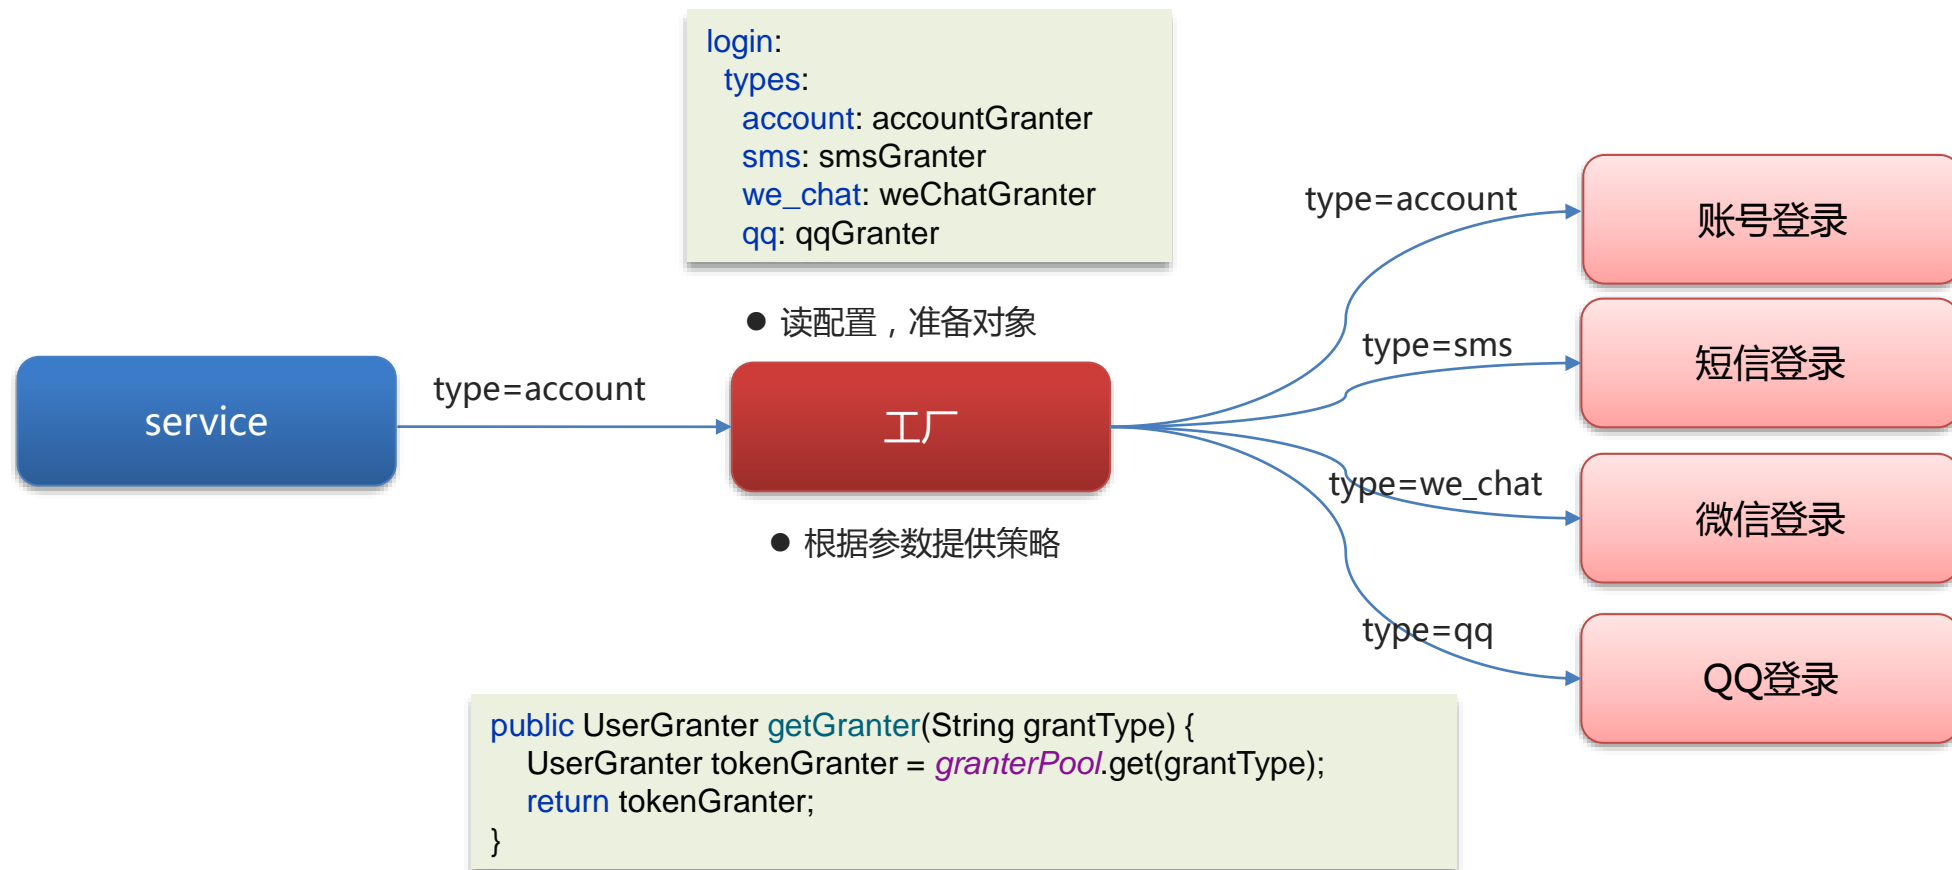 login:
types:
account: accountGranter
sms: smsGranter
we_chat: weChatGranter
qq: qqGranter
● 读配置，准备对象
service
type=account
工厂
● 根据参数提供策略
type=account
账号登录
type=sms
短信登录
type=we_chat
微信登录
type=qq
QQ登录
public UserGranter getGranter(String grantType) {
UserGranter tokenGranter = granterPool.get(grantType);
return tokenGranter;
}